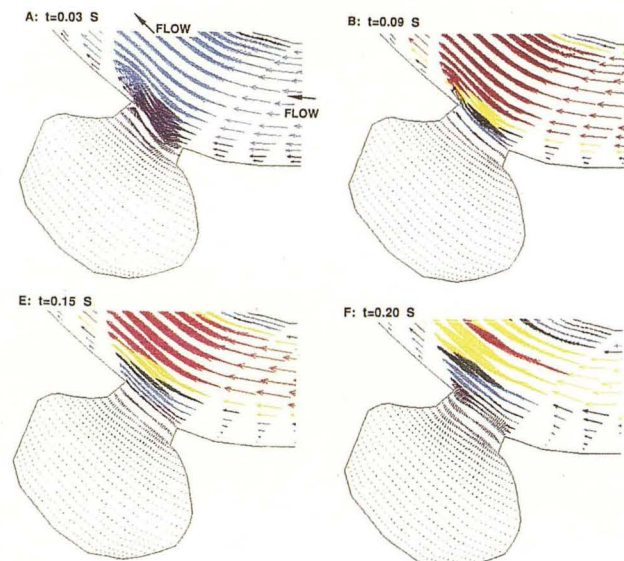 A: t=0.03 S
FLOW
FLOW
B: t=0.09 S
E: t=0.15 S
F: t=0.20 S